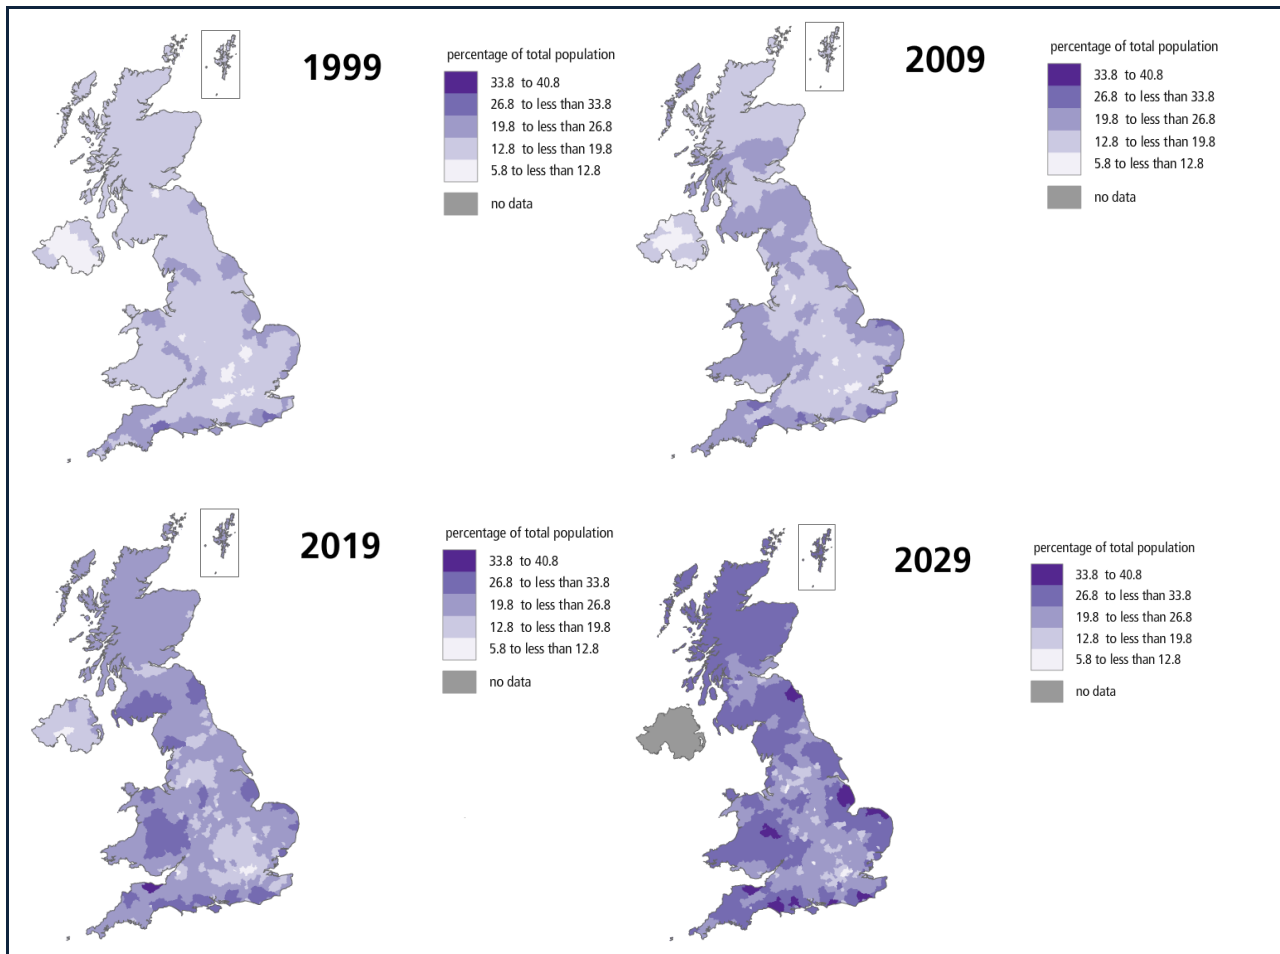 1999
percentage of total population
33.8 to 40.8
26.8 to less than 33.8
19.8 to less than 26.8
12.8 to less than 19.8
5.8 to less than 12.8
no data
2009
percentage of total population
33.8 to 40.8
26.8 to less than 33.8
19.8 to less than 26.8
12.8 to less than 19.8
5.8 to less than 12.8
no data
2019
percentage of total population
33.8 to 40.8
26.8 to less than 33.8
19.8 to less than 26.8
12.8 to less than 19.8
5.8 to less than 12.8
no data
2029
percentage of total population
33.8 to 40.8
26.8 to less than 33.8
19.8 to less than 26.8
12.8 to less than 19.8
5.8 to less than 12.8
no data